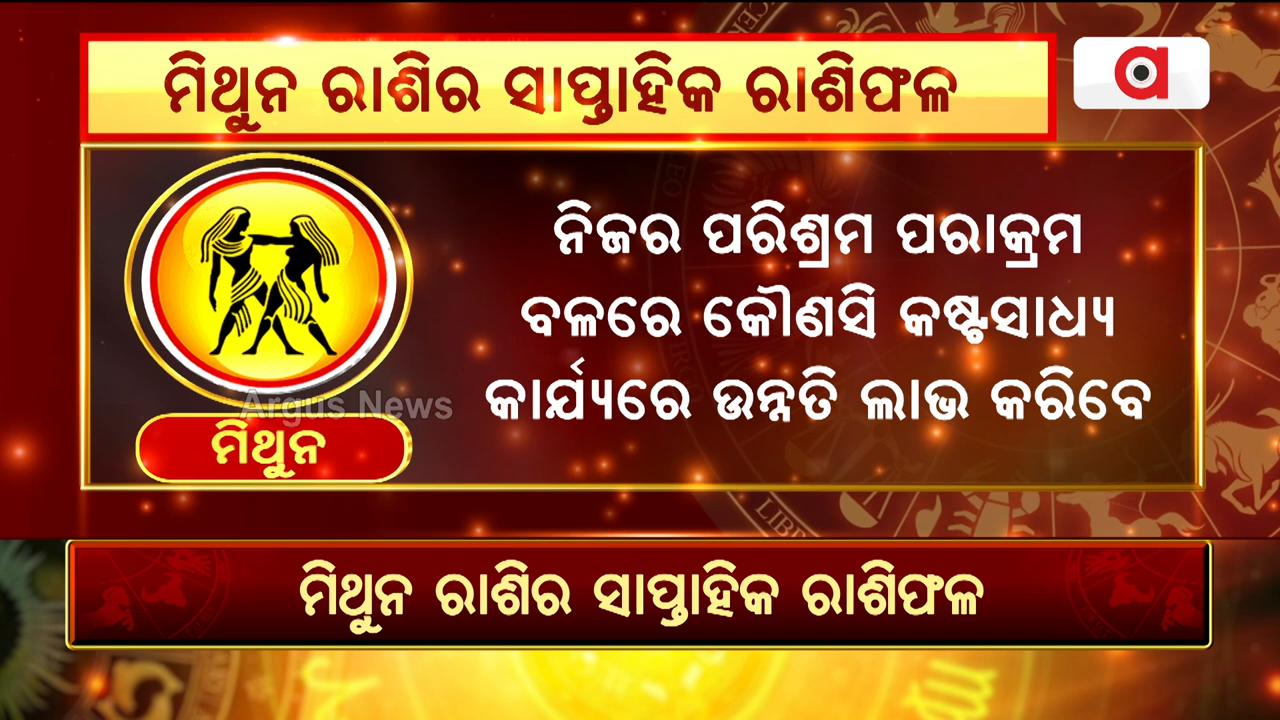 ମିଥୁନ ରାଶିର ସାପ୍ତାହିକ ରାଶିଫଳ
ନିଜର ପରିଶ୍ରମ ପରାକ୍ରମ
ବଳରେ କୌଣସି କଷ୍ଟସାଧ୍ୟ
କାର୍ଯ୍ୟରେ ଉନ୍ନତି ଲାଭ କରିବେ
Argus News
ମିଥୁନ
ମିଥୁନ ରାଶିର ସାପ୍ତାହିକ ରାଶିଫଳ